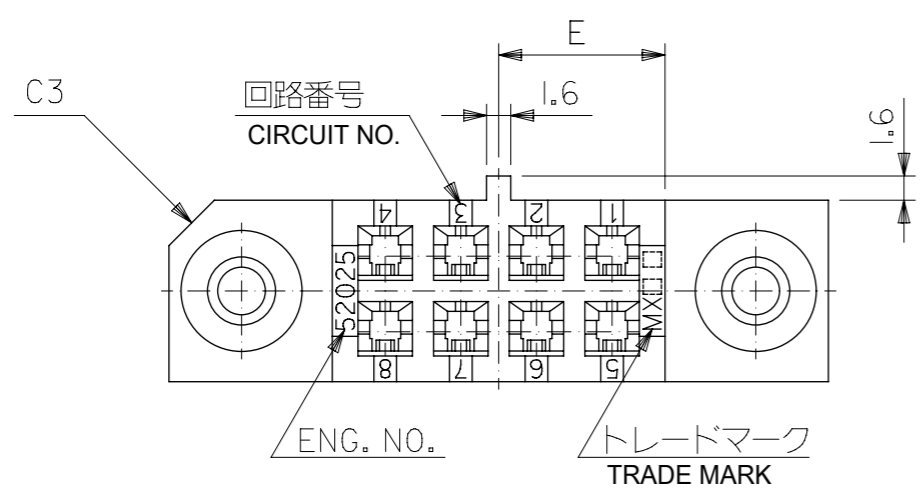 E
C3
回路番号
CIRCUIT NO.
1.6
1.6
4 3 2 1
52025
MX
8 7 6 5
ENG. NO.
トレードマーク
TRADE MARK